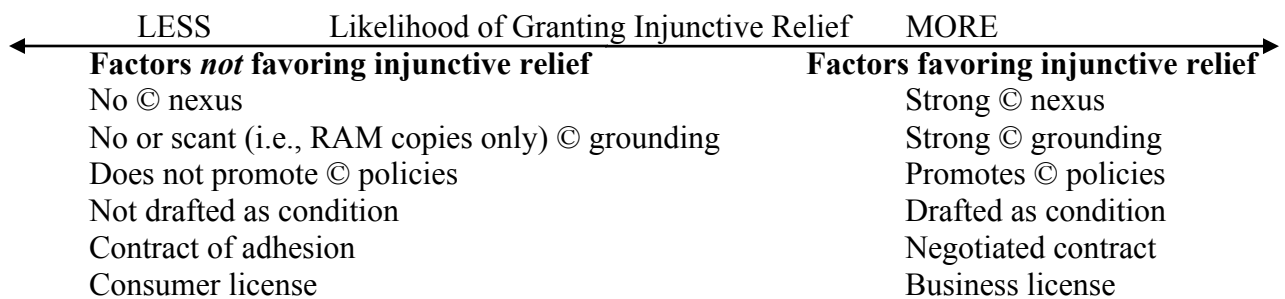 LESS Likelihood of Granting Injunctive Relief MORE
Factors not favoring injunctive relief Factors favoring injunctive relief
No © nexus Strong © nexus
No or scant (i.e., RAM copies only) © grounding Strong © grounding
Does not promote © policies Promotes © policies
Not drafted as condition Drafted as condition
Contract of adhesion Negotiated contract
Consumer license Business license